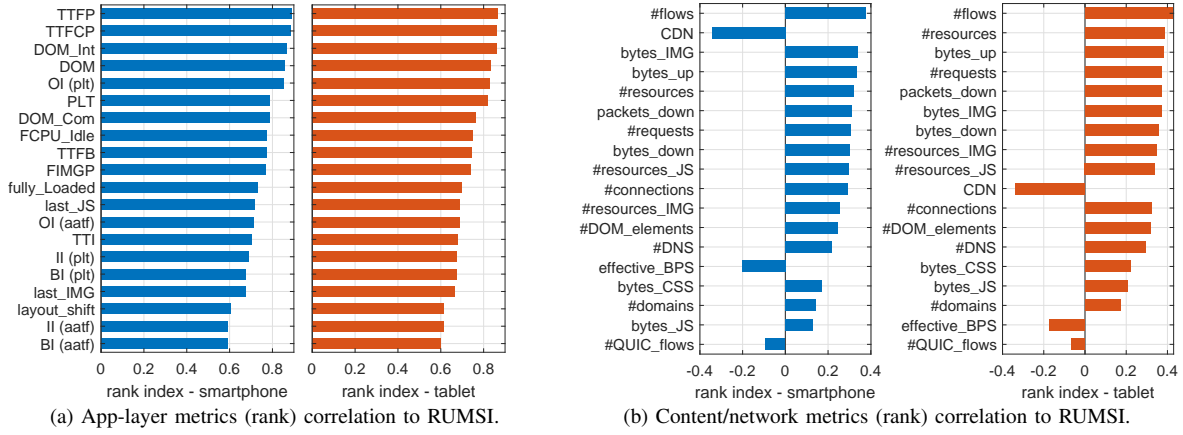 TTFP
TTFCP
DOM_Int
DOM
OI (plt)
PLT
DOM_Com
FCPU_Idle
TTFB
FIMGP
fully_Loaded
last_JS
OI (aatf)
TTI
II (plt)
BI (plt)
last_IMG
layout_shift
II (aatf)
BI (aatf)
0 0.2 0.4 0.6 0.8
rank index - smartphone
0 0.2 0.4 0.6 0.8
rank index - tablet
(a) App-layer metrics (rank) correlation to RUMSI.
#flows
CDN
bytes_IMG
bytes_up
#resources
packets_down
#requests
bytes_down
#resources_JS
#connections
#resources_IMG
#DOM_elements
#DNS
effective_BPS
bytes_CSS
#domains
bytes_JS
#QUIC_flows
-0.4 -0.2 0 0.2 0.4
rank index - smartphone
#flows
#resources
bytes_up
#requests
packets_down
bytes_IMG
bytes_down
#resources_IMG
#resources_JS
CDN
#connections
#DOM_elements
#DNS
bytes_CSS
bytes_JS
#domains
effective_BPS
#QUIC_flows
-0.4 -0.2 0 0.2 0.4
rank index - tablet
(b) Content/network metrics (rank) correlation to RUMSI.